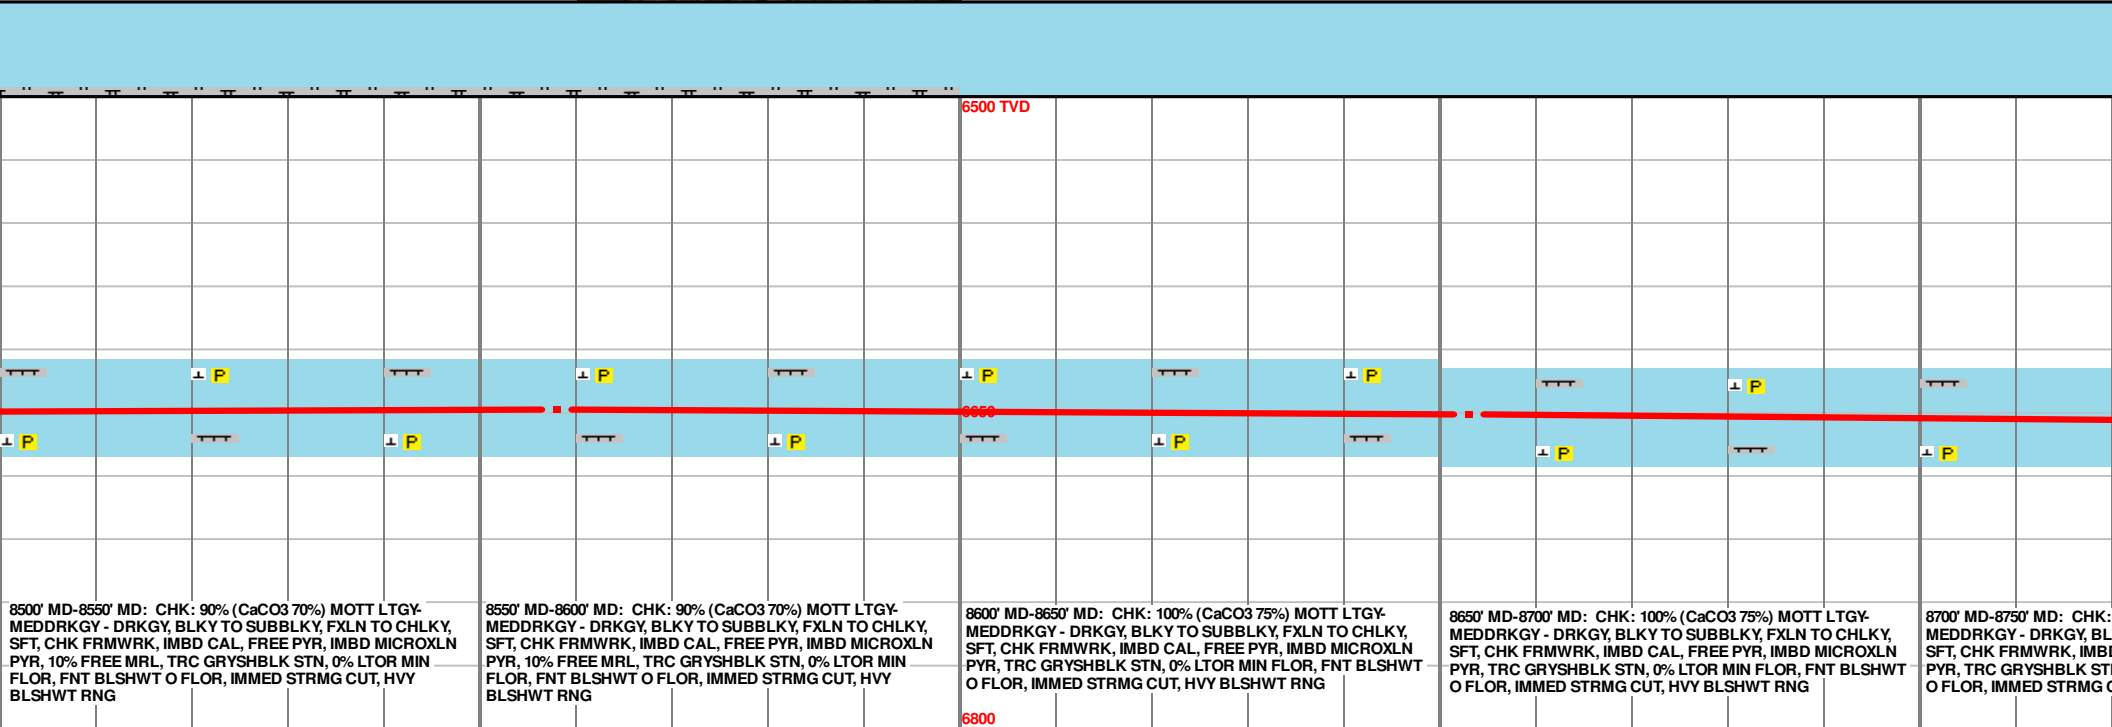 6500 TVD
P
P
P
P
P
6650
P
P
P
P
P
P
P
8500' MD-8550' MD: CHK: 90% (CaCO3 70%) MOTT LTGY-
MEDDRKGY - DRKGY, BLKY TO SUBBLKY, FXLN TO CHLKY,
SFT, CHK FRMWRK, IMBD CAL, FREE PYR, IMBD MICROXLN
PYR, 10% FREE MRL, TRC GRYSHBLK STN, 0% LTOR MIN
FLOR, FNT BLSHWT O FLOR, IMMED STRMG CUT, HVY
BLSHWT RNG
8550' MD-8600' MD: CHK: 90% (CaCO3 70%) MOTT LTGY-
MEDDRKGY - DRKGY, BLKY TO SUBBLKY, FXLN TO CHLKY,
SFT, CHK FRMWRK, IMBD CAL, FREE PYR, IMBD MICROXLN
PYR, 10% FREE MRL, TRC GRYSHBLK STN, 0% LTOR MIN
FLOR, FNT BLSHWT O FLOR, IMMED STRMG CUT, HVY
BLSHWT RNG
8600' MD-8650' MD: CHK: 100% (CaCO3 75%) MOTT LTGY-
MEDDRKGY - DRKGY, BLKY TO SUBBLKY, FXLN TO CHLKY,
SFT, CHK FRMWRK, IMBD CAL, FREE PYR, IMBD MICROXLN
PYR, TRC GRYSHBLK STN, 0% LTOR MIN FLOR, FNT BLSHWT
O FLOR, IMMED STRMG CUT, HVY BLSHWT RNG
8650' MD-8700' MD: CHK: 100% (CaCO3 75%) MOTT LTGY-
MEDDRKGY - DRKGY, BLKY TO SUBBLKY, FXLN TO CHLKY,
SFT, CHK FRMWRK, IMBD CAL, FREE PYR, IMBD MICROXLN
PYR, TRC GRYSHBLK STN, 0% LTOR MIN FLOR, FNT BLSHWT
O FLOR, IMMED STRMG CUT, HVY BLSHWT RNG
8700' MD-8750' MD: CHK:
MEDDRKGY - DRKGY, BL
SFT, CHK FRMWRK, IMB
PYR, TRC GRYSHBLK ST
O FLOR, IMMED STRMG
6800